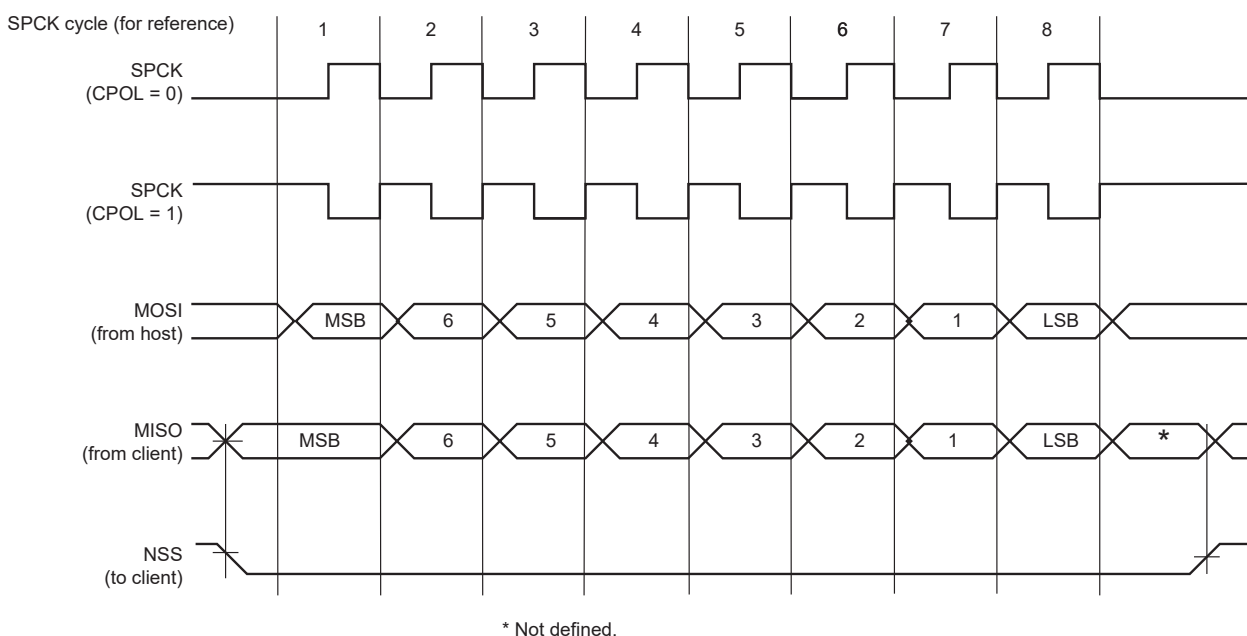 SPCK cycle (for reference)
1 2 3 4 5 6 7 8
SPCK
(CPOL = 0)
SPCK
(CPOL = 1)
MOSI
(from host)
MSB 6 5 4 3 2 1 LSB
MISO
(from client)
MSB 6 5 4 3 2 1 LSB *
NSS
(to client)
* Not defined.